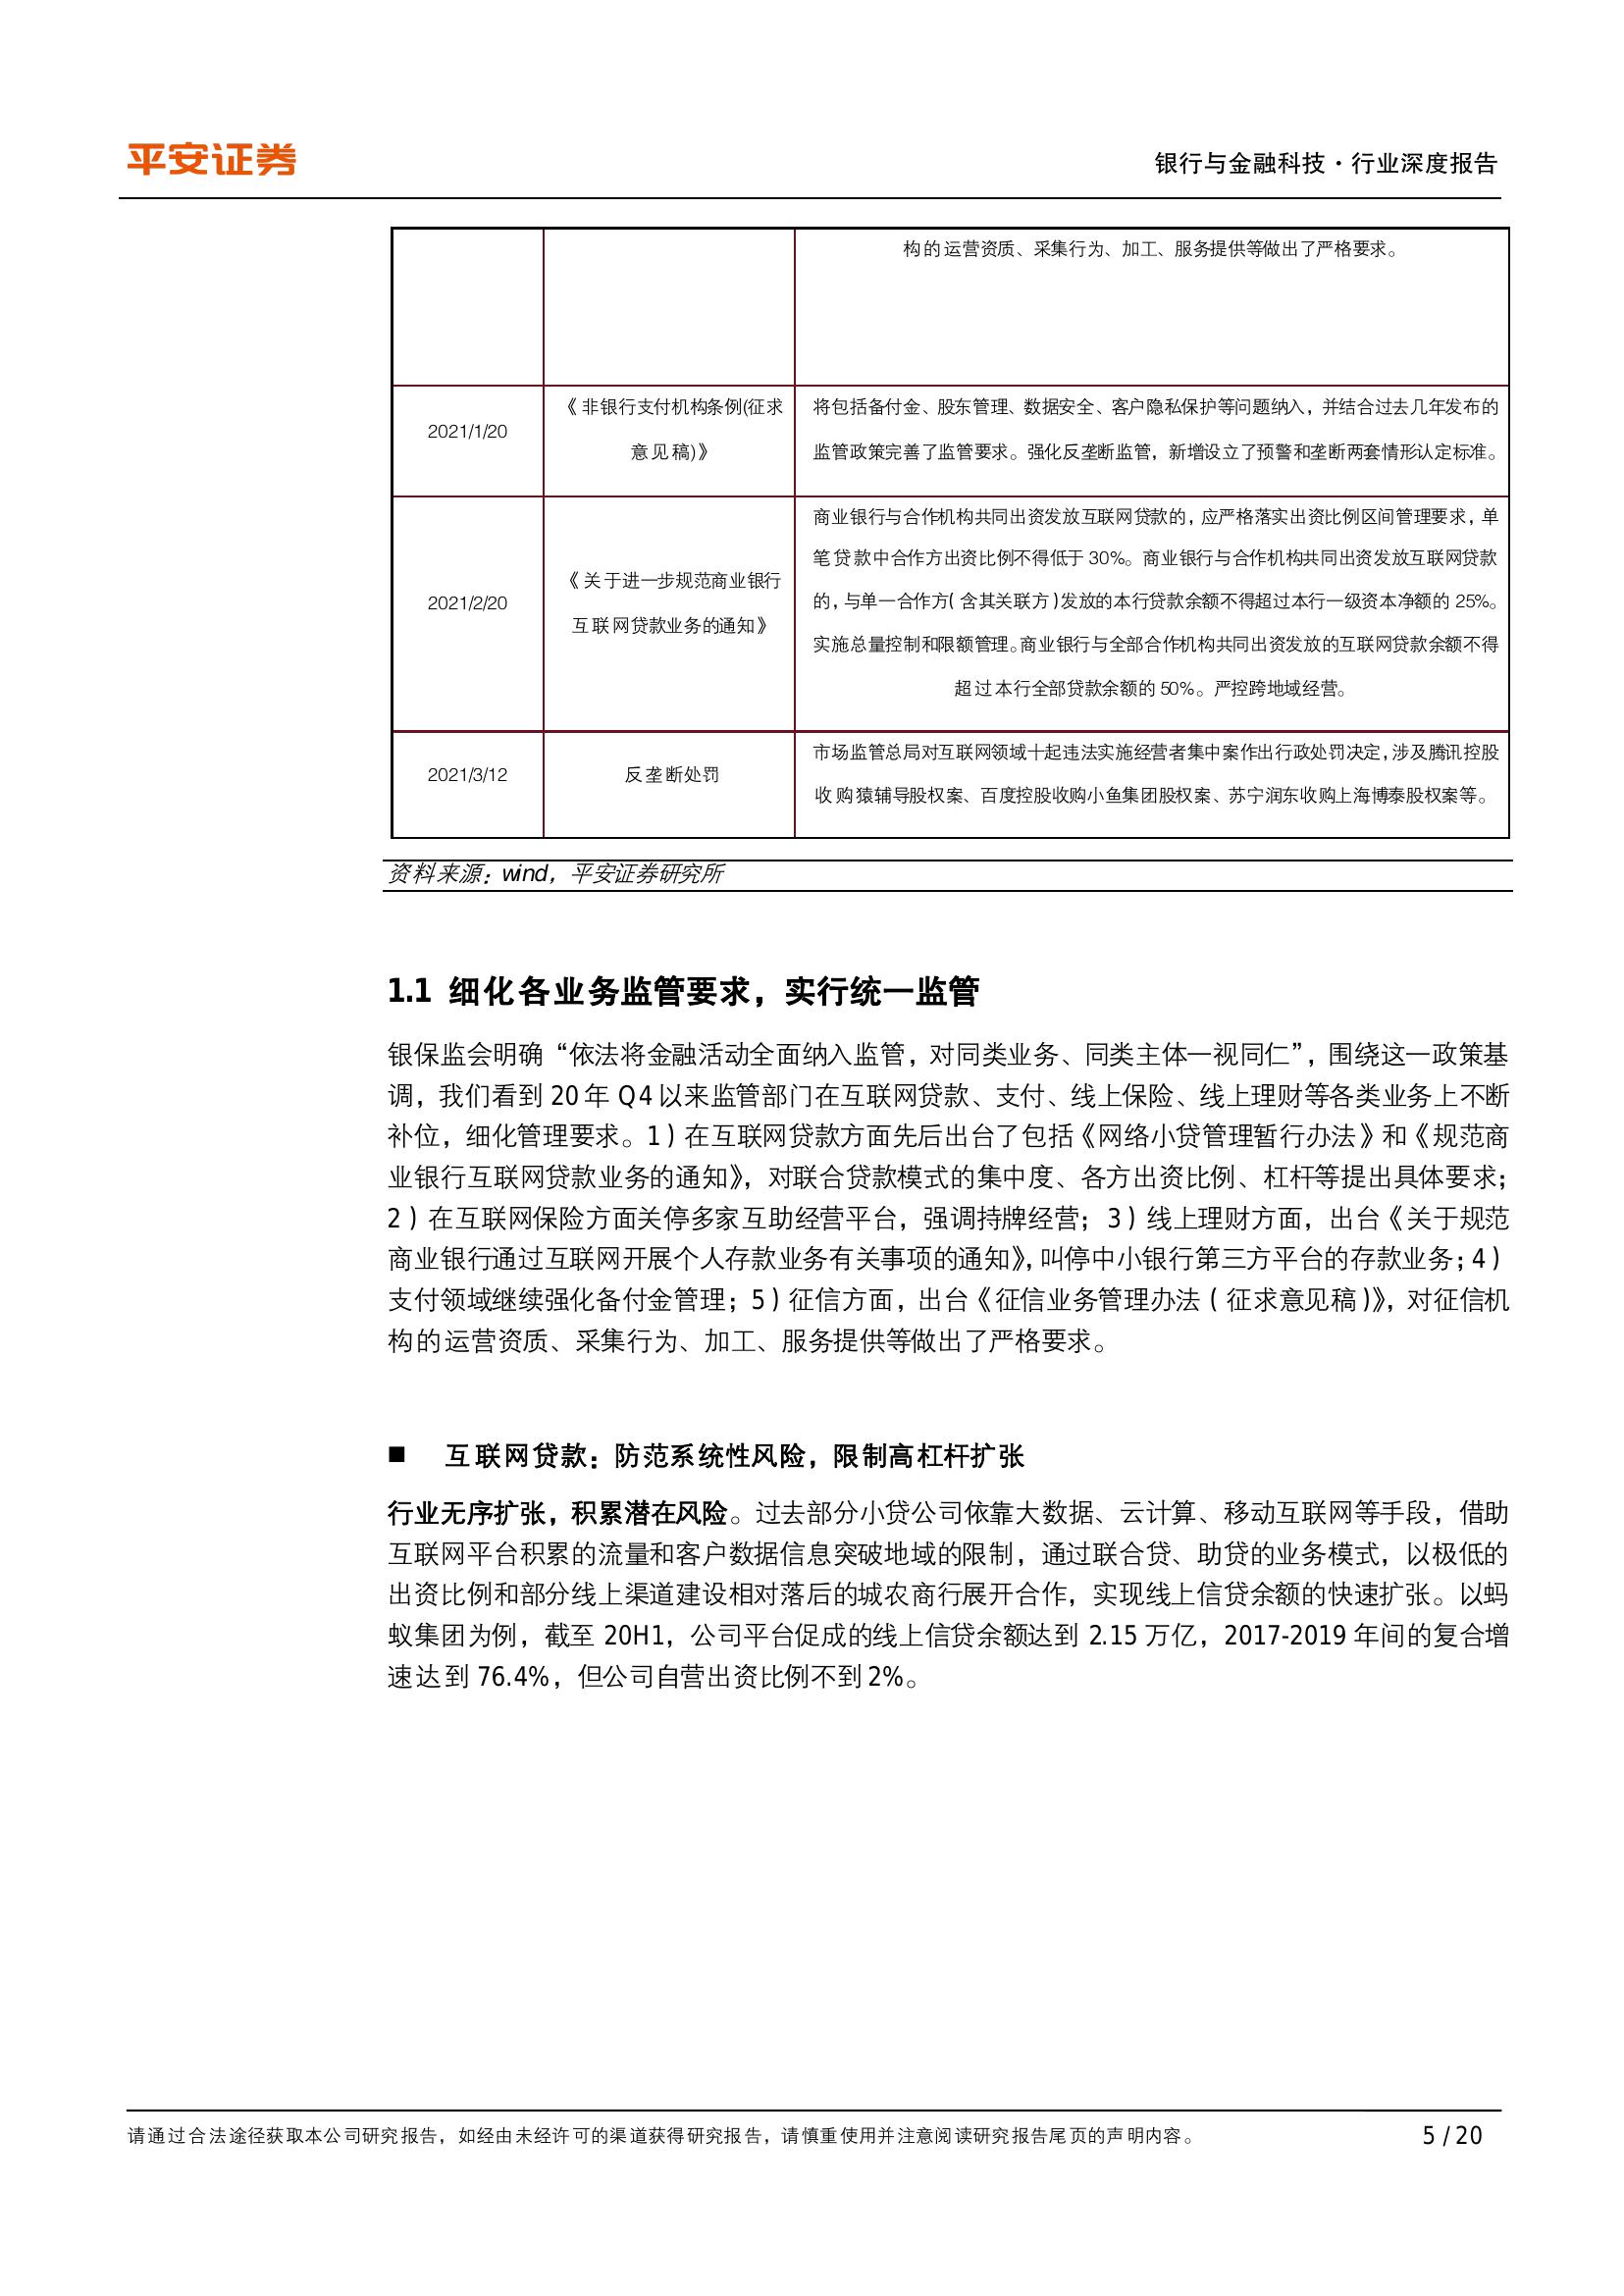 平安证券
银行与金融科技·行业深度报告
构的运营资质、采集行为、加工、服务提供等做出了严格要求。
2021/1/20
《非银行支付机构条例(征求
意见稿)》
将包括备付金、股东管理、数据安全、客户隐私保护等问题纳入，并结合过去几年发布的
监管政策完善了监管要求。强化反垄断监管，新增设立了预警和垄断两套情形认定标准。
2021/2/20
《关于进一步规范商业银行
互联网贷款业务的通知》
商业银行与合作机构共同出资发放互联网贷款的，应严格落实出资比例区间管理要求，单
笔贷款中合作方出资比例不得低于30%。商业银行与合作机构共同出资发放互联网贷款
的，与单一合作方(含其关联方)发放的本行贷款余额不得超过本行一级资本净额的25%。
实施总量控制和限额管理。商业银行与全部合作机构共同出资发放的互联网贷款余额不得
超过本行全部贷款余额的50%。严控跨地域经营。
2021/3/12
反垄断处罚
市场监管总局对互联网领域十起违法实施经营者集中案作出行政处罚决定，涉及腾讯控股
收购猿辅导股权案、百度控股收购小鱼集团股权案、苏宁润东收购上海博泰股权案等。
资料来源：wind，平安证券研究所
1.1 细化各业务监管要求，实行统一监管
银保监会明确“依法将金融活动全面纳入监管，对同类业务、同类主体一视同仁”，围绕这一政策基
调，我们看到20年Q4以来监管部门在互联网贷款、支付、线上保险、线上理财等各类业务上不断
补位，细化管理要求。1）在互联网贷款方面先后出台了包括《网络小贷管理暂行办法》和《规范商
业银行互联网贷款业务的通知》，对联合贷款模式的集中度、各方出资比例、杠杆等提出具体要求；
2）在互联网保险方面关停多家互助经营平台，强调持牌经营；3）线上理财方面，出台《关于规范
商业银行通过互联网开展个人存款业务有关事项的通知》，叫停中小银行第三方平台的存款业务；4）
支付领域继续强化备付金管理；5）征信方面，出台《征信业务管理办法（征求意见稿）》，对征信机
构的运营资质、采集行为、加工、服务提供等做出了严格要求。
■ 互联网贷款：防范系统性风险，限制高杠杆扩张
行业无序扩张，积累潜在风险。过去部分小贷公司依靠大数据、云计算、移动互联网等手段，借助
互联网平台积累的流量和客户数据信息突破地域的限制，通过联合贷、助贷的业务模式，以极低的
出资比例和部分线上渠道建设相对落后的城农商行展开合作，实现线上信贷余额的快速扩张。以蚂
蚁集团为例，截至20H1，公司平台促成的线上信贷余额达到2.15万亿，2017-2019年间的复合增
速达到76.4%，但公司自营出资比例不到2%。
请通过合法途径获取本公司研究报告，如经由未经许可的渠道获得研究报告，请慎重使用并注意阅读研究报告尾页的声明内容。
5 / 20